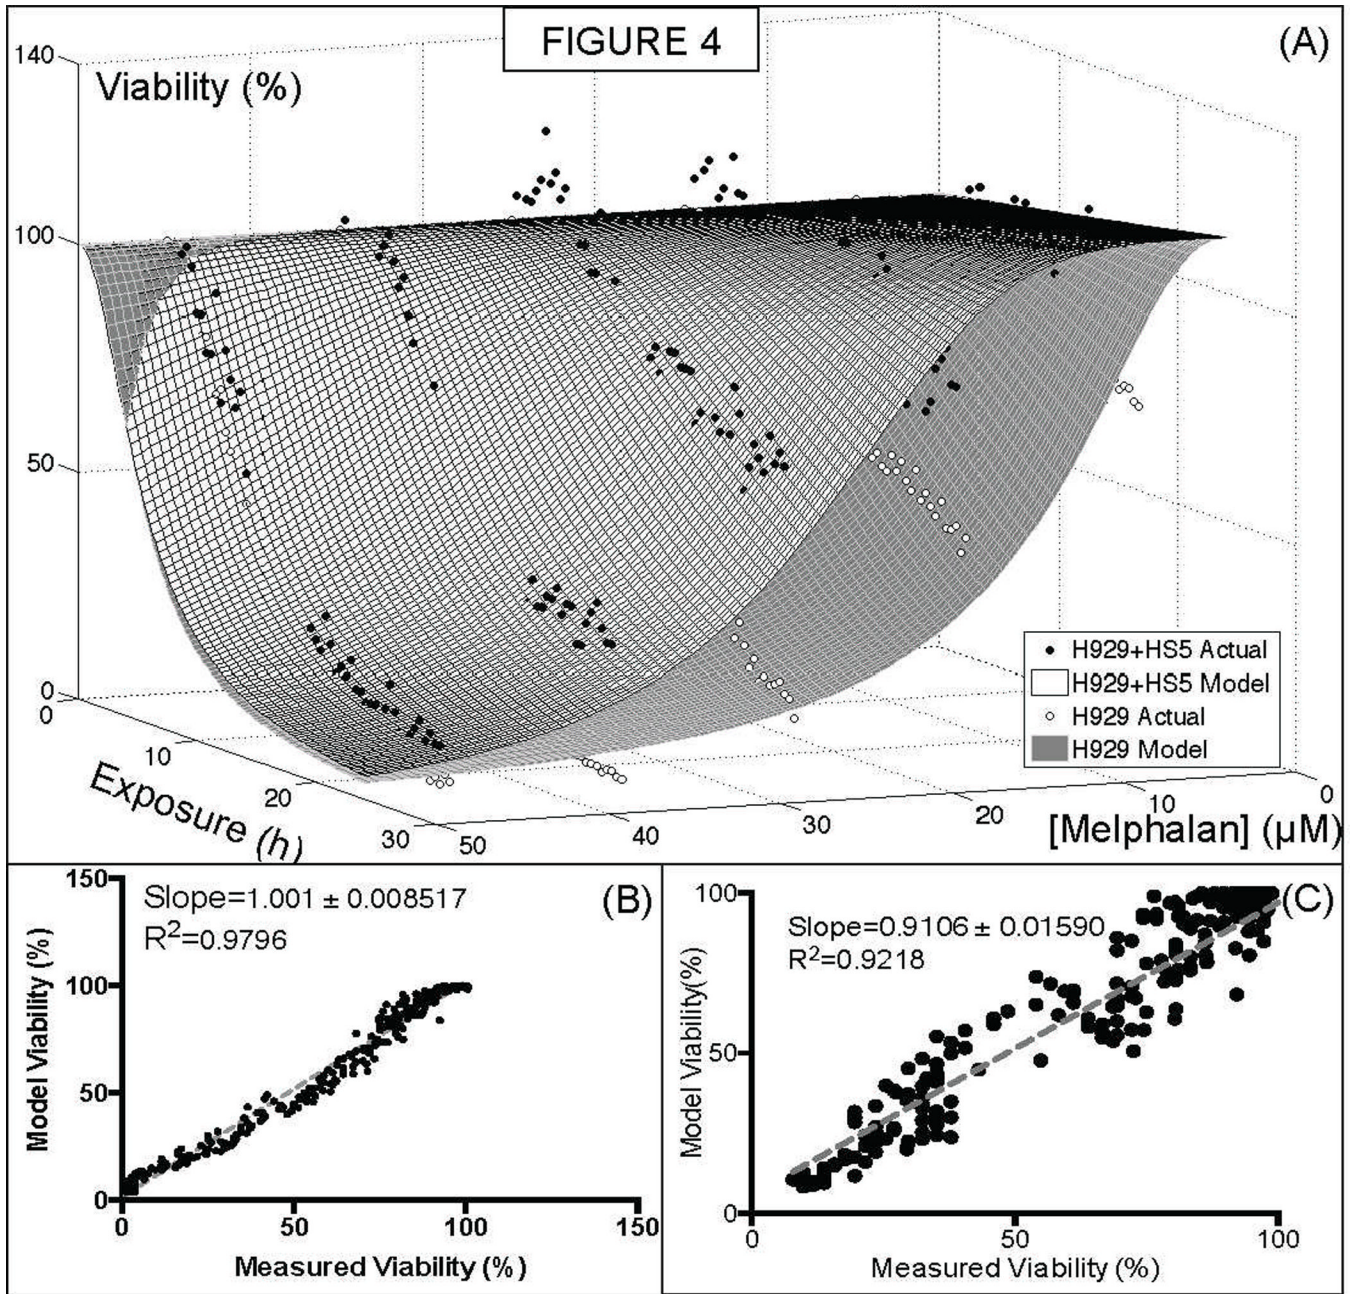 FIGURE 4
(A)
Viability (%)
140
100
50
0
0
10
20
30
Exposure (h)
50
40
30
20
10
0
[Melphalan] (µM)
H929+HS5 Actual
H929+HS5 Model
H929 Actual
H929 Model
(B)
Slope=1.001 ± 0.008517
R²=0.9796
Model Viability (%)
150
100
50
0
0
50
100
150
Measured Viability (%)
(C)
Slope=0.9106 ± 0.01590
R²=0.9218
Model Viability(%)
100
50
0
0
50
100
Measured Viability (%)